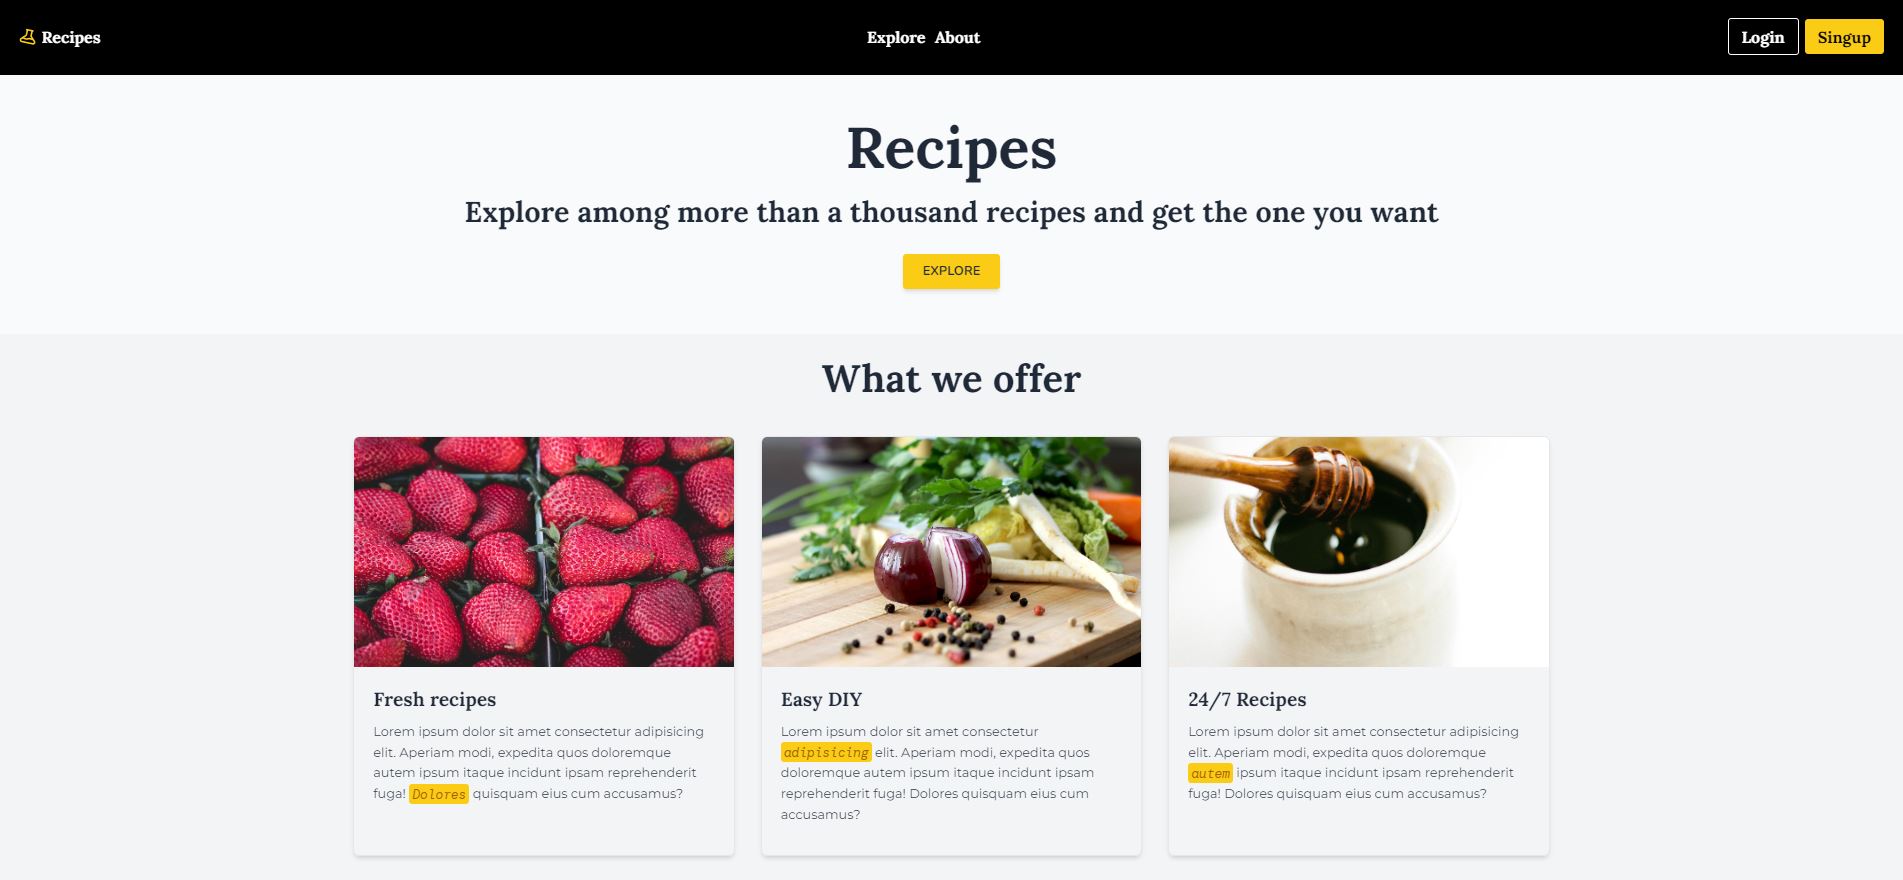 Recipes
Explore About
Login
Singup
Recipes
Explore among more than a thousand recipes and get the one you want
EXPLORE
What we offer
Fresh recipes
Lorem ipsum dolor sit amet consectetur adipisicing
elit. Aperiam modi, expedita quos doloremque
autem ipsum itaque incidunt ipsam reprehenderit
fuga! Dolores quisquam eius cum accusamus?
Easy DIY
Lorem ipsum dolor sit amet consectetur
adipisicing elit. Aperiam modi, expedita quos
doloremque autem ipsum itaque incidunt ipsam
reprehenderit fuga! Dolores quisquam eius cum
accusamus?
24/7 Recipes
Lorem ipsum dolor sit amet consectetur adipisicing
elit. Aperiam modi, expedita quos doloremque
autem ipsum itaque incidunt ipsam reprehenderit
fuga! Dolores quisquam eius cum accusamus?